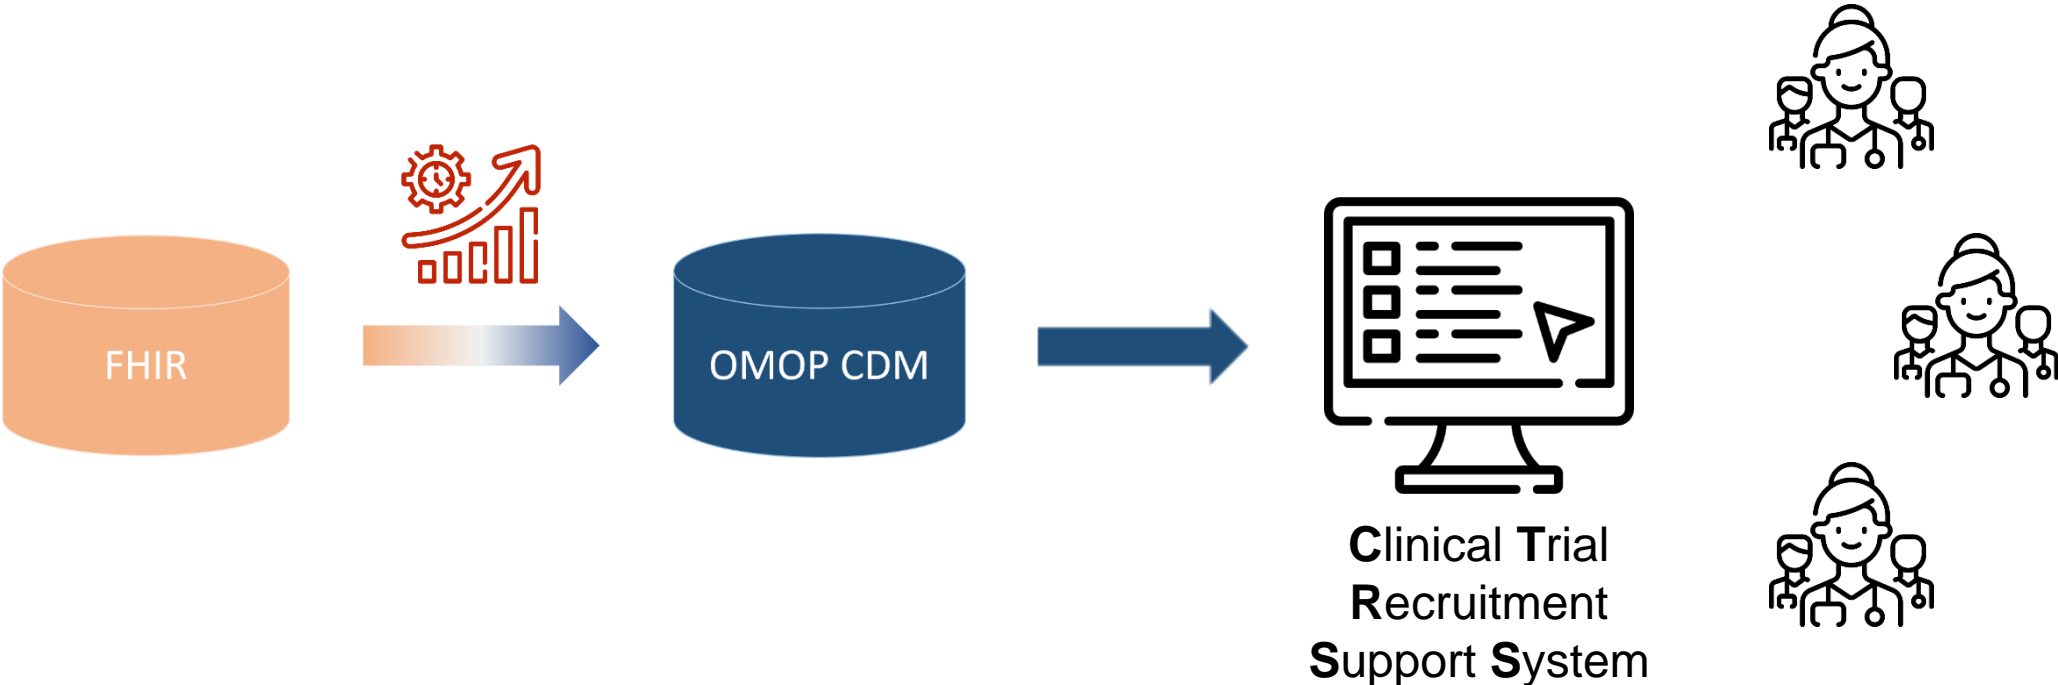 FHIR
OMOP CDM
Clinical Trial
Recruitment
Support System